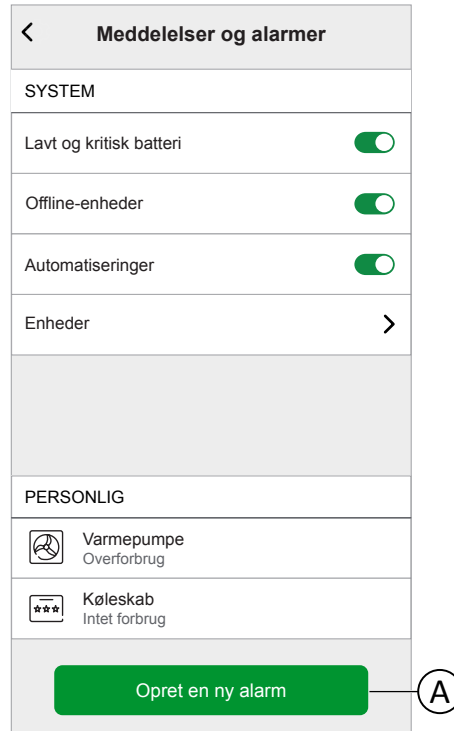 Meddelelser og alarmer
SYSTEM
Lavt og kritisk batteri
Offline-enheder
Automatiseringer
Enheder
PERSONLIG
Varmepumpe
Overforbrug
Køleskab
Intet forbrug
Opret en ny alarm
A